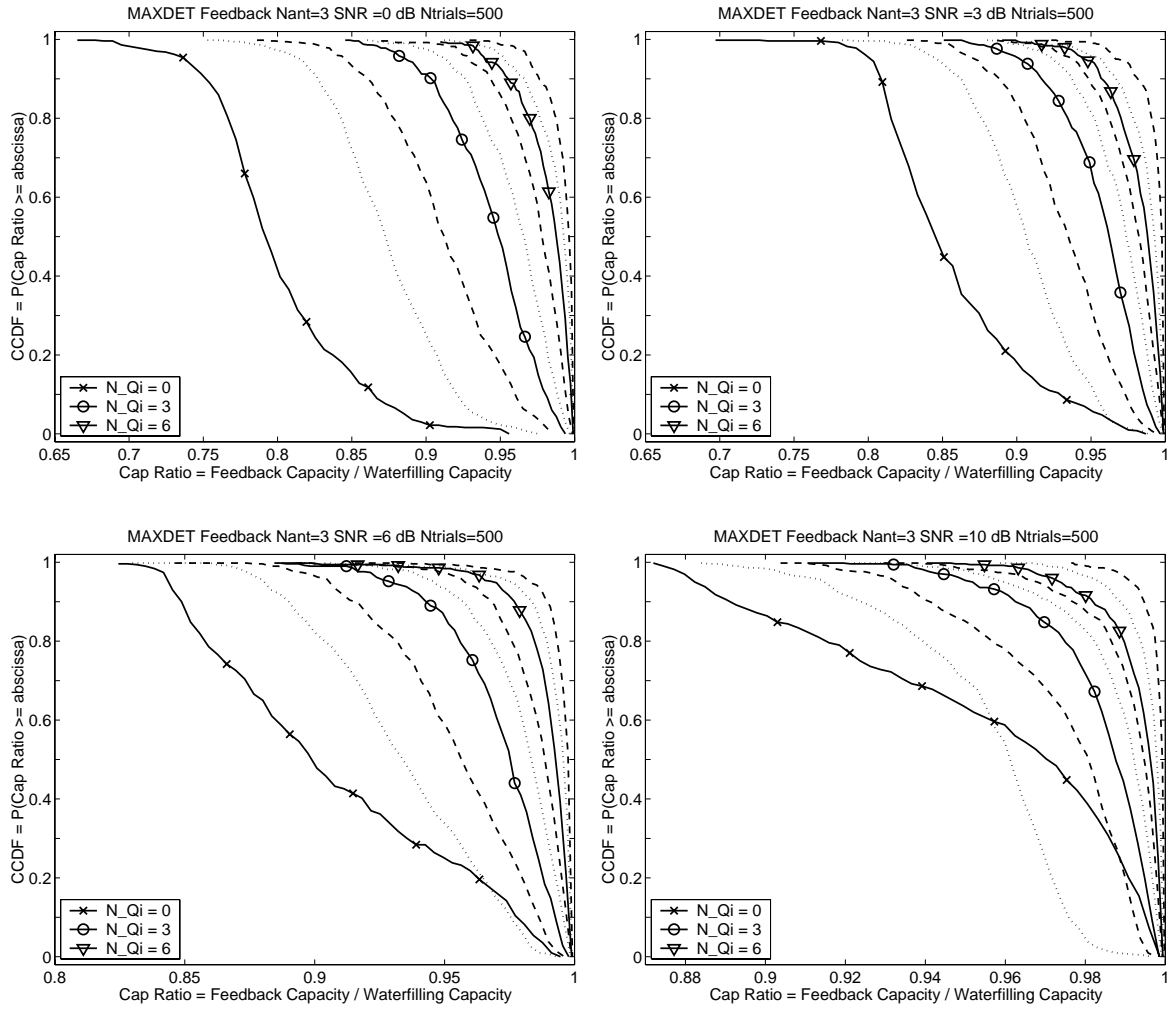 MAXDET Feedback Nant=3 SNR =0 dB Ntrials=500
CCDF = P(Cap Ratio >= abscissa)
1
0.8
0.6
0.4
0.2
0
N_Qi = 0
N_Qi = 3
N_Qi = 6
0.65 0.7 0.75 0.8 0.85 0.9 0.95 1
Cap Ratio = Feedback Capacity / Waterfilling Capacity
MAXDET Feedback Nant=3 SNR =3 dB Ntrials=500
CCDF = P(Cap Ratio >= abscissa)
1
0.8
0.6
0.4
0.2
0
N_Qi = 0
N_Qi = 3
N_Qi = 6
0.65 0.7 0.75 0.8 0.85 0.9 0.95 1
Cap Ratio = Feedback Capacity / Waterfilling Capacity
MAXDET Feedback Nant=3 SNR =6 dB Ntrials=500
CCDF = P(Cap Ratio >= abscissa)
1
0.8
0.6
0.4
0.2
0
N_Qi = 0
N_Qi = 3
N_Qi = 6
0.8 0.85 0.9 0.95 1
Cap Ratio = Feedback Capacity / Waterfilling Capacity
MAXDET Feedback Nant=3 SNR =10 dB Ntrials=500
CCDF = P(Cap Ratio >= abscissa)
1
0.8
0.6
0.4
0.2
0
N_Qi = 0
N_Qi = 3
N_Qi = 6
0.88 0.9 0.92 0.94 0.96 0.98 1
Cap Ratio = Feedback Capacity / Waterfilling Capacity